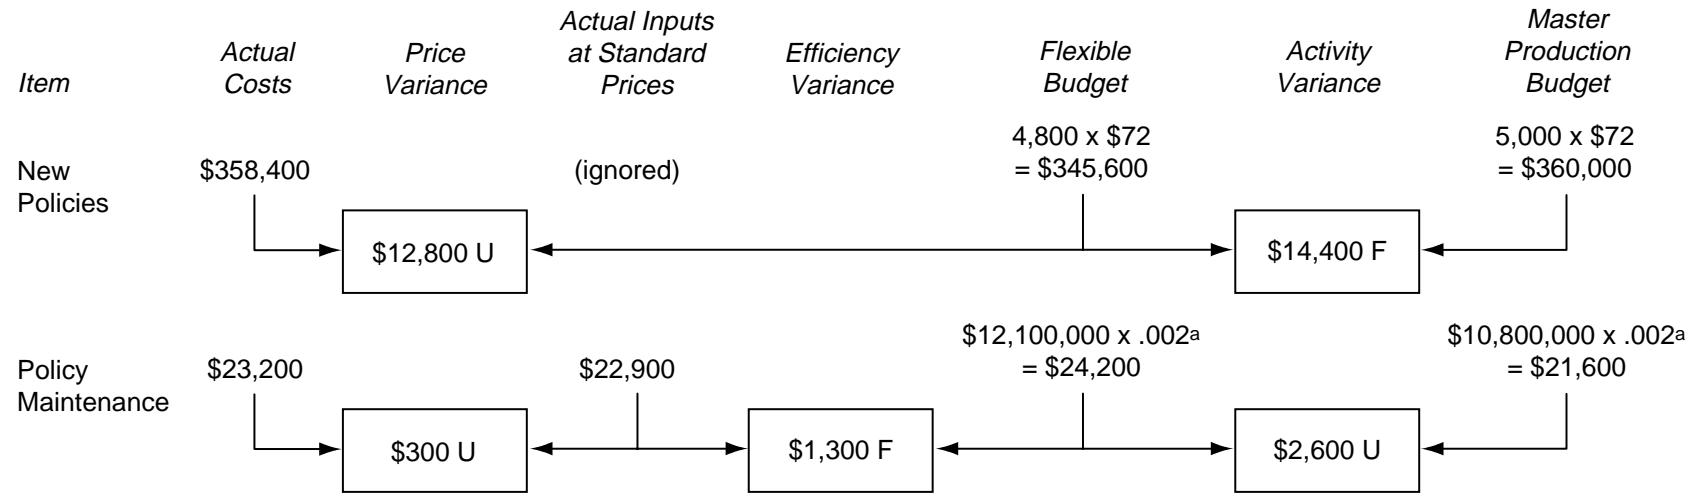 Item
Actual
Costs
Price
Variance
Actual Inputs
at Standard
Prices
Efficiency
Variance
Flexible
Budget
Activity
Variance
Master
Production
Budget
New
Policies
$358,400
(ignored)
4,800 x $72
= $345,600
5,000 x $72
= $360,000
$12,800 U
$14,400 F
Policy
Maintenance
$23,200
$22,900
$12,100,000 x .002a
= $24,200
$10,800,000 x .002a
= $21,600
$300 U
$1,300 F
$2,600 U